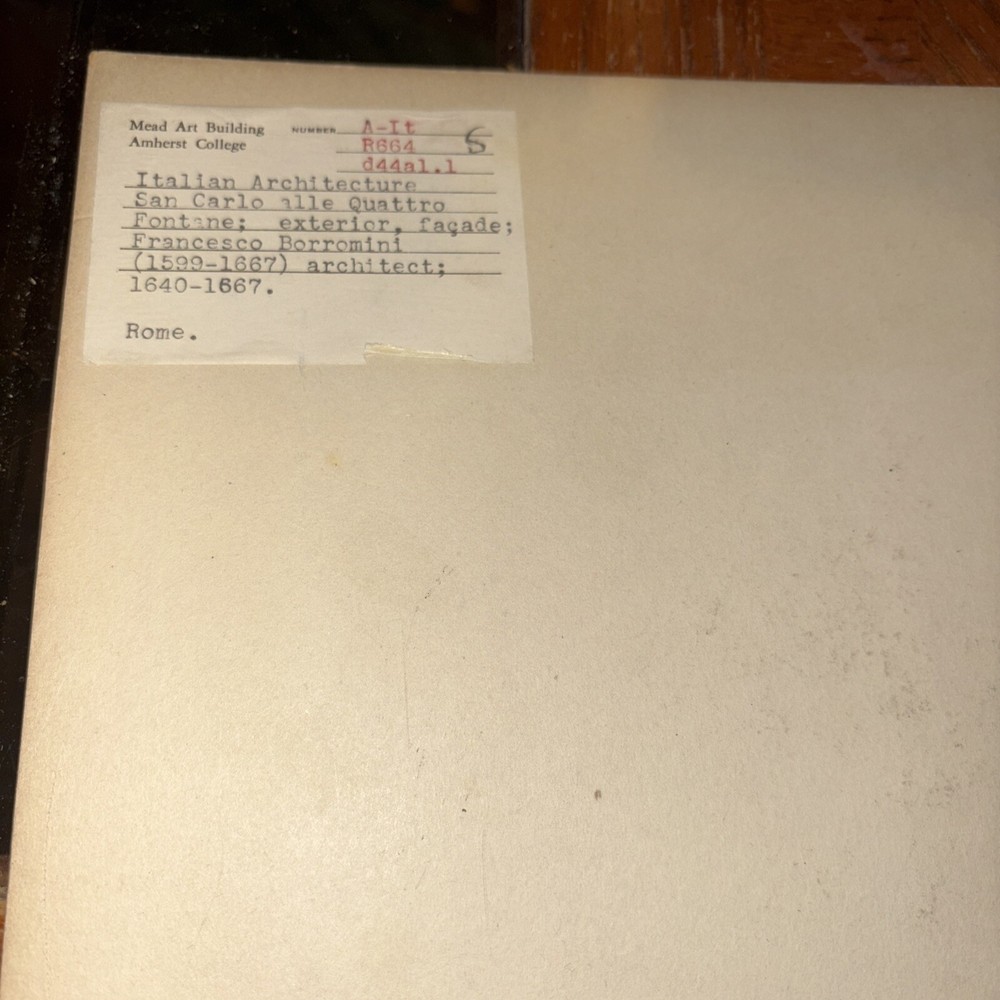 Mead Art Building NUMBER A-It
Amherst College R664 S
d44a1.1
Italian Architecture
San Carlo alle Quattro
Fontane; exterior, façade;
Francesco Borromini
(1599-1667) architect;
1640-1667.
Rome.